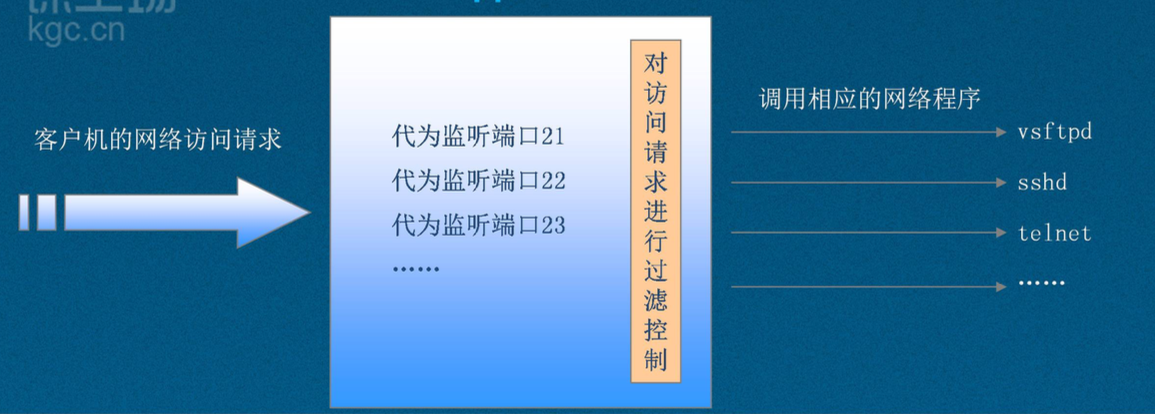 kgc.cn
客户机的网络访问请求
代为监听端口21
代为监听端口22
代为监听端口23
……
对访问请求进行过滤控制
调用相应的网络程序
vsftpd
sshd
telnet
……